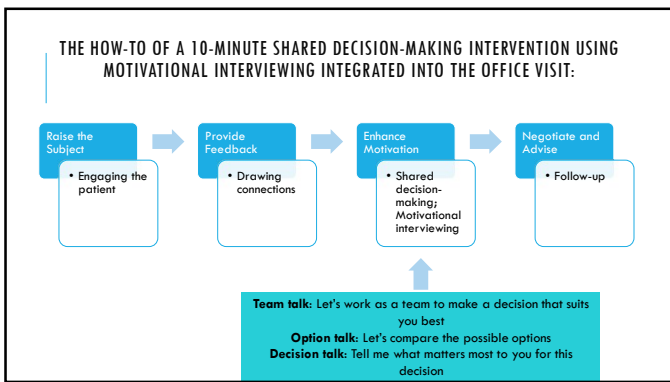 THE HOW-TO OF A 10-MINUTE SHARED DECISION-MAKING INTERVENTION USING
MOTIVATIONAL INTERVIEWING INTEGRATED INTO THE OFFICE VISIT:
Raise the
Subject
• Engaging the
patient
Provide
Feedback
• Drawing
connections
Enhance
Motivation
• Shared
decision-
making;
Motivational
interviewing
Negotiate and
Advise
• Follow-up
Team talk: Let's work as a team to make a decision that suits
you best
Option talk: Let's compare the possible options
Decision talk: Tell me what matters most to you for this
decision